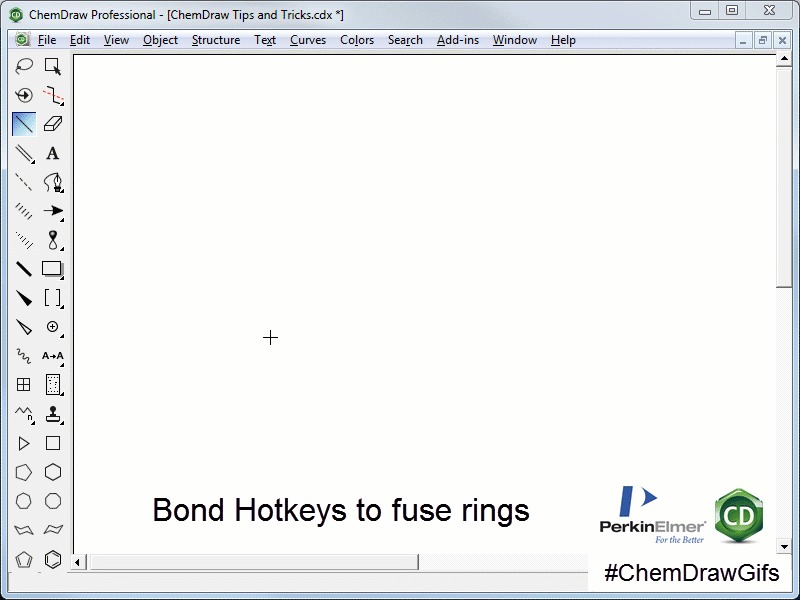 ChemDraw Professional - [ChemDraw Tips and Tricks.cdx *]
File Edit View Object Structure Text Curves Colors Search Add-ins Window Help
A
A→A
n
Bond Hotkeys to fuse rings
PerkinElmer
For the Better
CD
#ChemDrawGifs